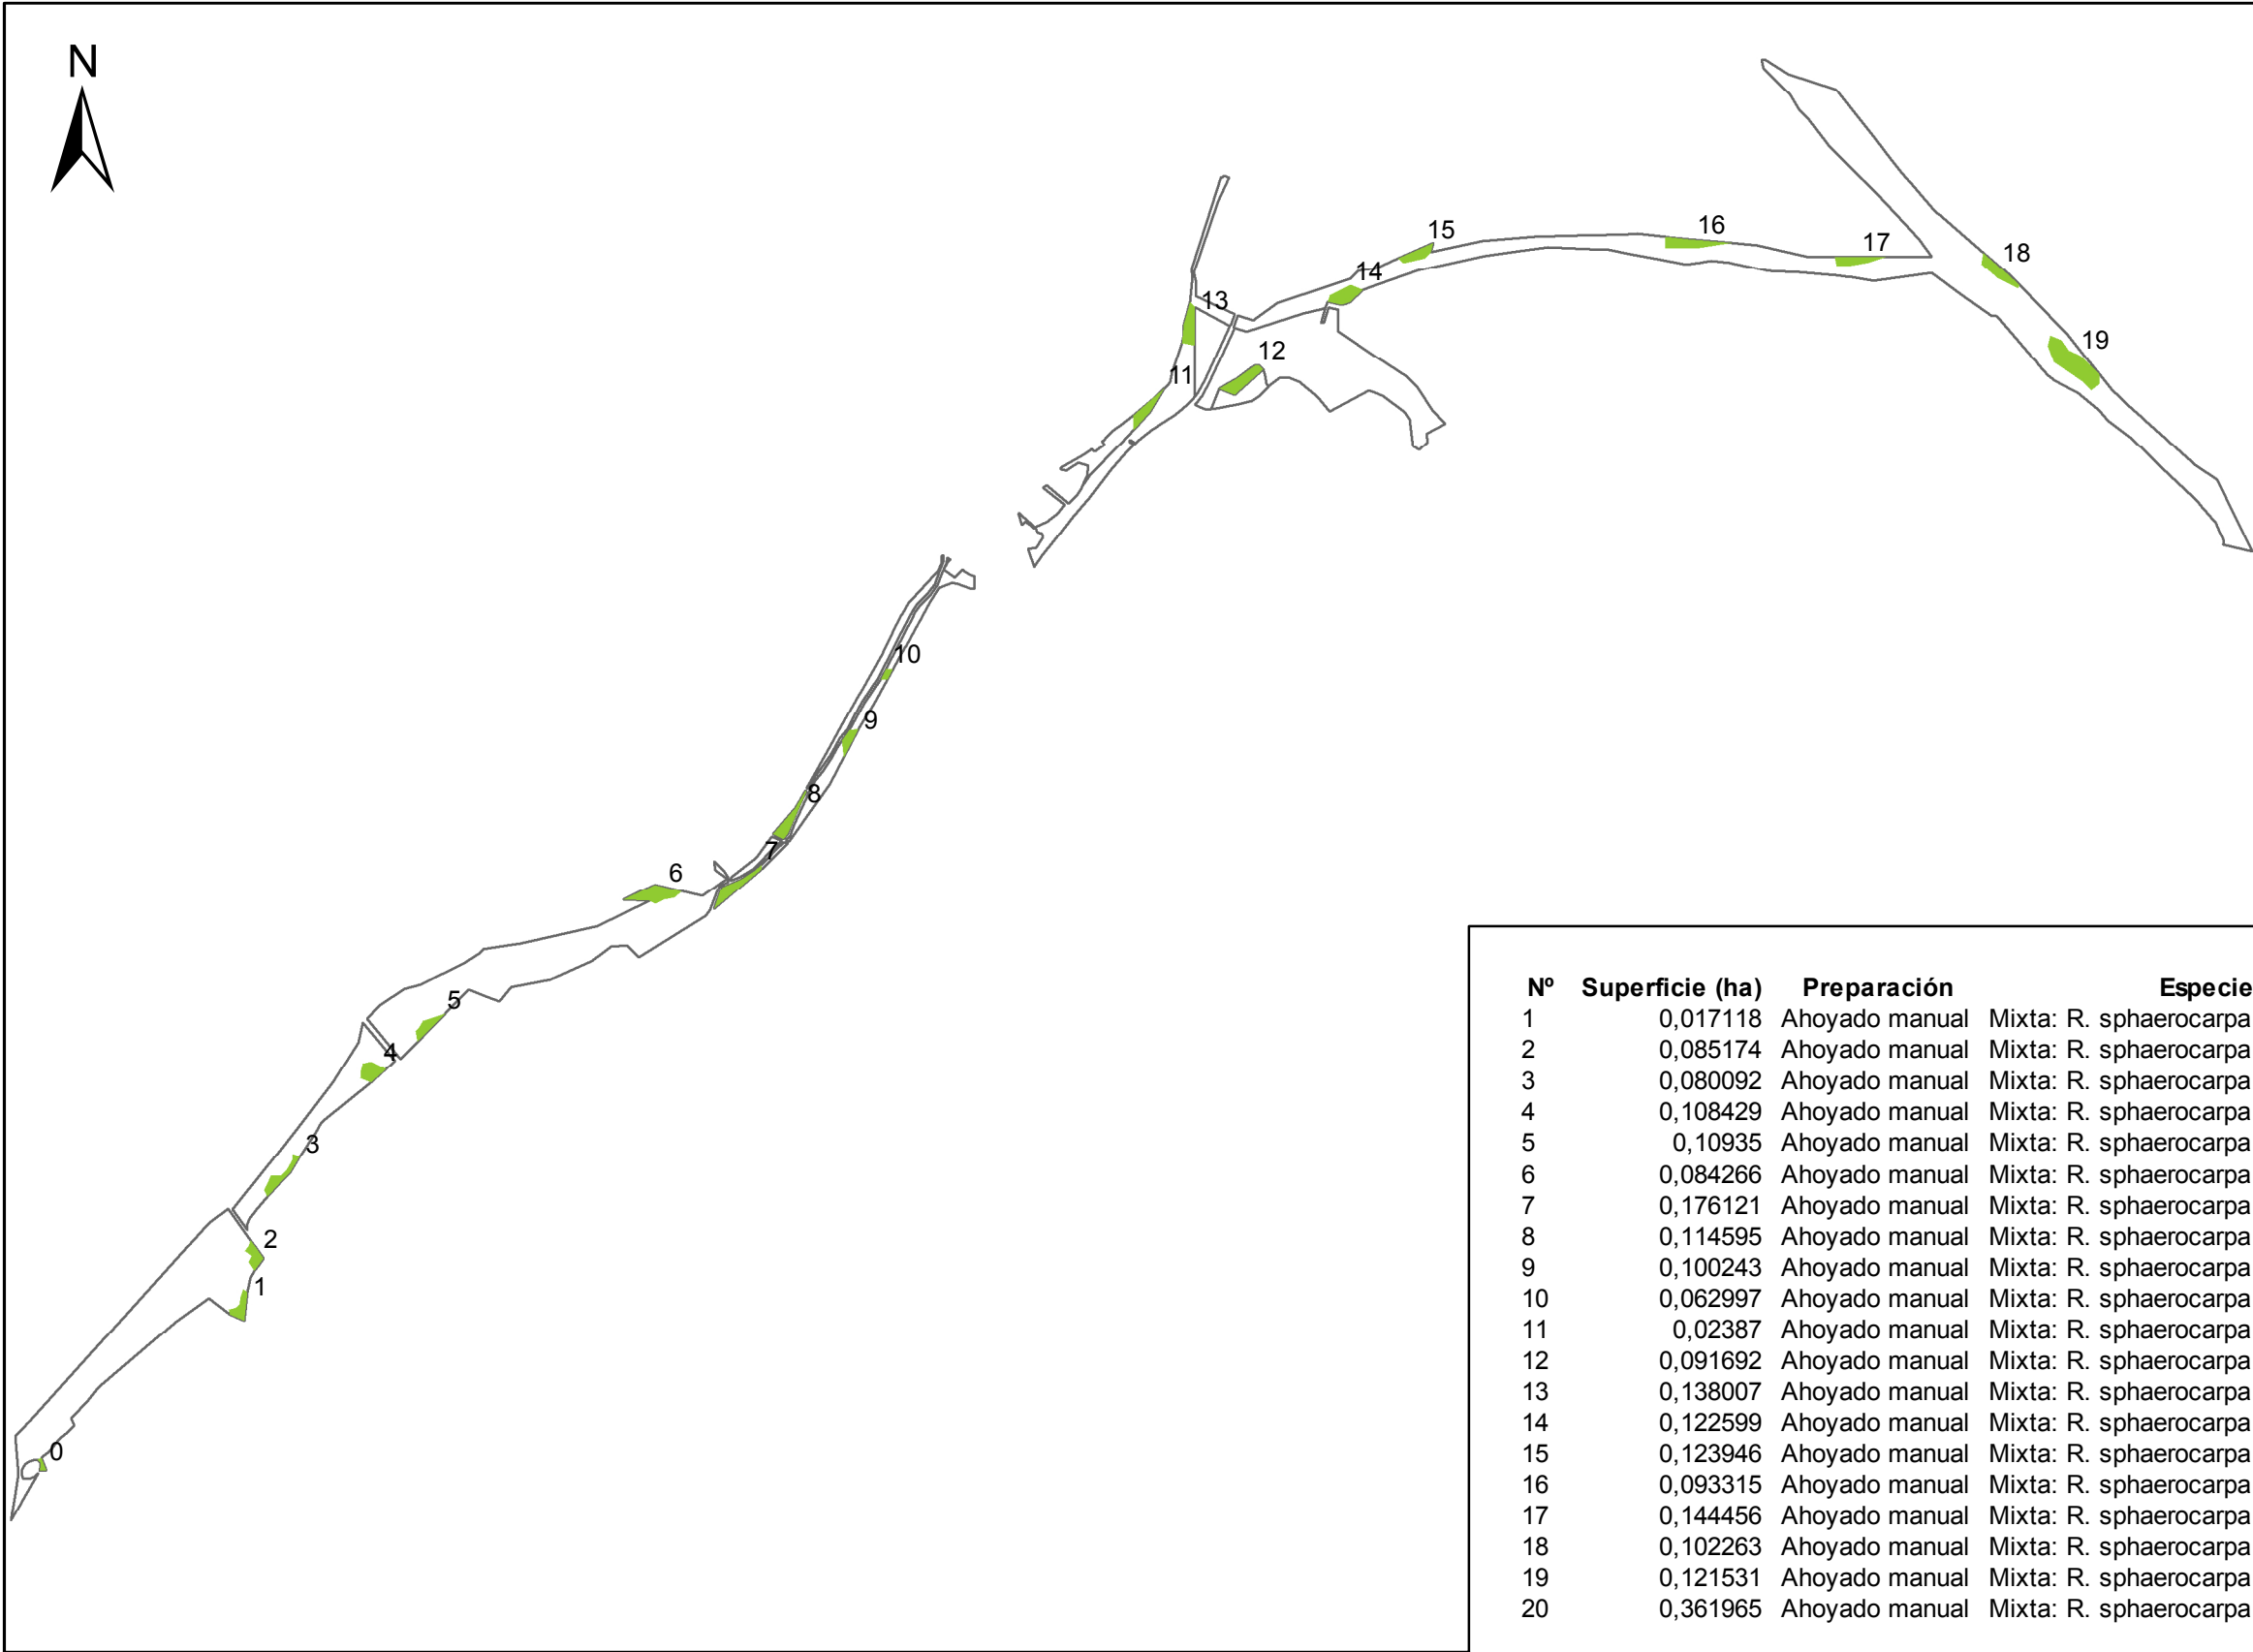 N
15
16
17
18
14
13
19
12
11
10
9
8
7
6
5
4
3
2
1
0
Nº Superficie (ha) Preparación Especie
1 0,017118 Ahoyado manual Mixta: R. sphaerocarpa
2 0,085174 Ahoyado manual Mixta: R. sphaerocarpa
3 0,080092 Ahoyado manual Mixta: R. sphaerocarpa
4 0,108429 Ahoyado manual Mixta: R. sphaerocarpa
5 0,10935 Ahoyado manual Mixta: R. sphaerocarpa
6 0,084266 Ahoyado manual Mixta: R. sphaerocarpa
7 0,176121 Ahoyado manual Mixta: R. sphaerocarpa
8 0,114595 Ahoyado manual Mixta: R. sphaerocarpa
9 0,100243 Ahoyado manual Mixta: R. sphaerocarpa
10 0,062997 Ahoyado manual Mixta: R. sphaerocarpa
11 0,02387 Ahoyado manual Mixta: R. sphaerocarpa
12 0,091692 Ahoyado manual Mixta: R. sphaerocarpa
13 0,138007 Ahoyado manual Mixta: R. sphaerocarpa
14 0,122599 Ahoyado manual Mixta: R. sphaerocarpa
15 0,123946 Ahoyado manual Mixta: R. sphaerocarpa
16 0,093315 Ahoyado manual Mixta: R. sphaerocarpa
17 0,144456 Ahoyado manual Mixta: R. sphaerocarpa
18 0,102263 Ahoyado manual Mixta: R. sphaerocarpa
19 0,121531 Ahoyado manual Mixta: R. sphaerocarpa
20 0,361965 Ahoyado manual Mixta: R. sphaerocarpa